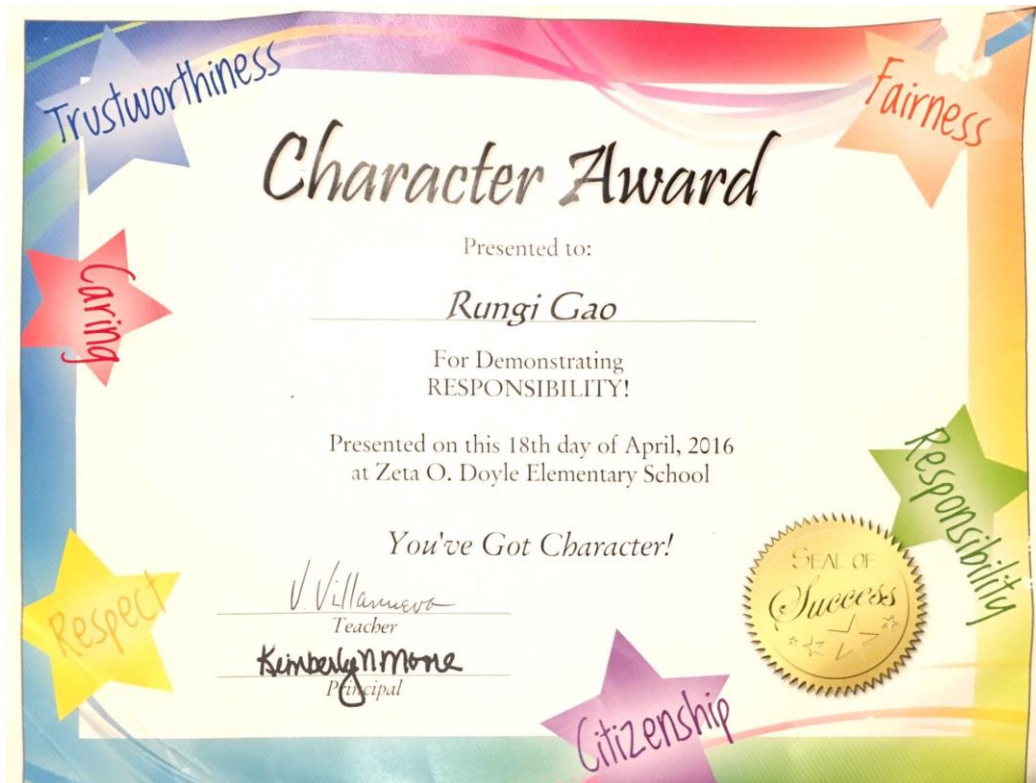 Trustworthiness
Fairness
Character Award
Presented to:
Caring
Rungi Gao
For Demonstrating
RESPONSIBILITY!
Presented on this 18th day of April, 2016
at Zeta O. Doyle Elementary School
Responsibility
You've Got Character!
SEAL OF
Success
Respect
V. Villanueva
Teacher
Kimberly N Moore
Principal
Citizenship